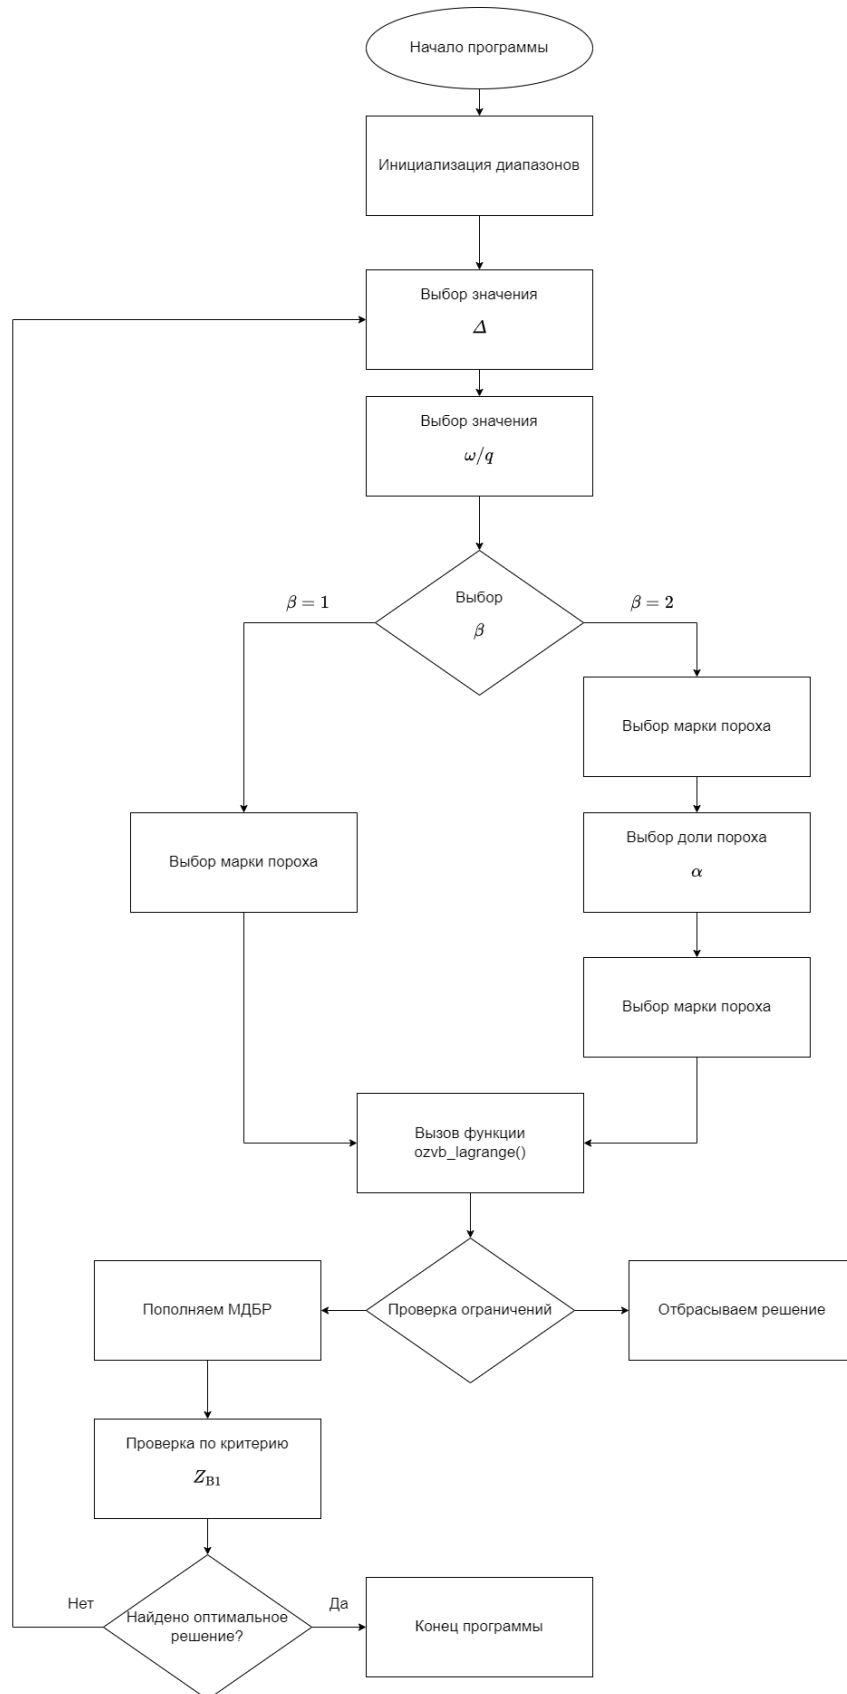 Начало программы
Инициализация диапазонов
Выбор значения
Δ
Выбор значения
ω/q
β = 1
Выбор
β
β = 2
Выбор марки пороха
Выбор доли пороха
α
Выбор марки пороха
Выбор марки пороха
Вызов функции
ozvb_lagrange()
Пополняем МДБР
Проверка ограничений
Отбрасываем решение
Проверка по критерию
Z_B1
Нет
Найдено оптимальное
решение?
Да
Конец программы